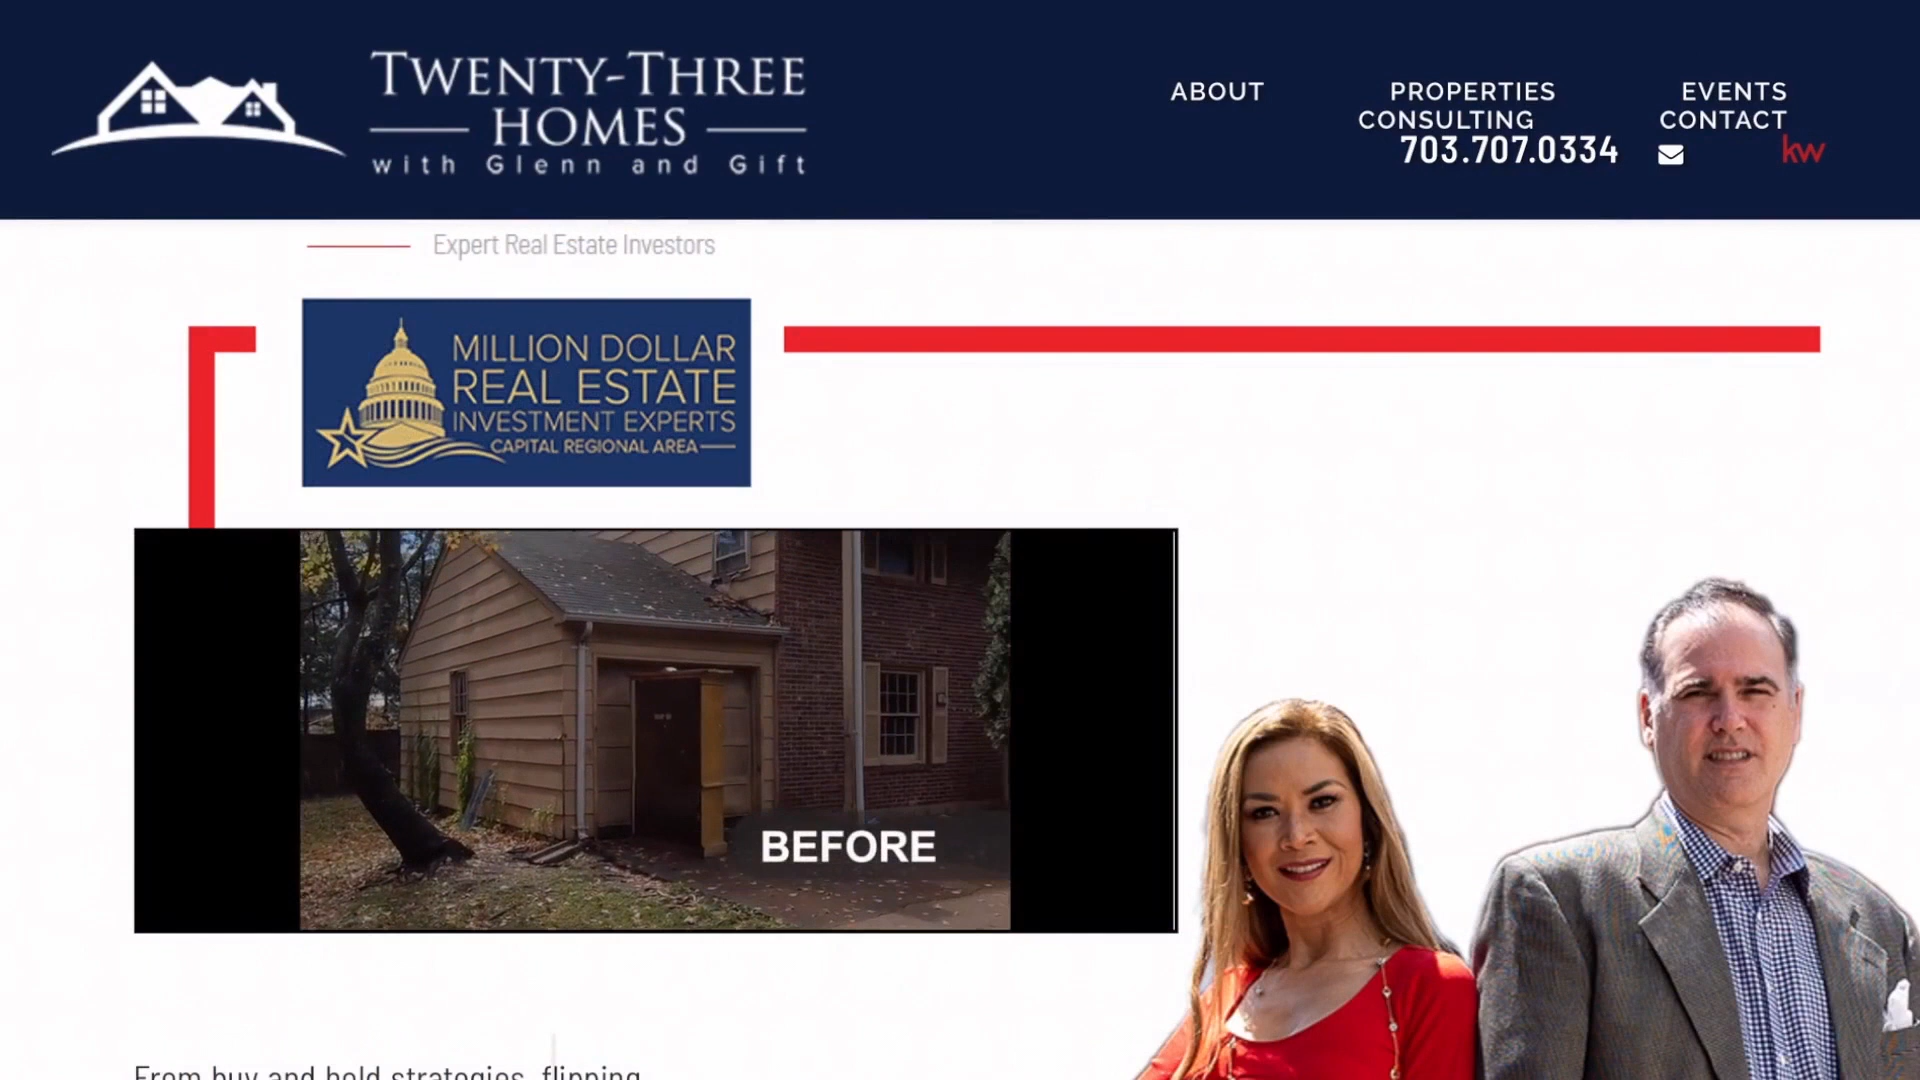 TWENTY-THREE
HOMES
with Glenn and Gift
ABOUT PROPERTIES EVENTS
CONSULTING CONTACT
703.707.0334
kw
Expert Real Estate Investors
MILLION DOLLAR
REAL ESTATE
INVESTMENT EXPERTS
CAPITAL REGIONAL AREA
BEFORE
From buy and hold strategies, flipping